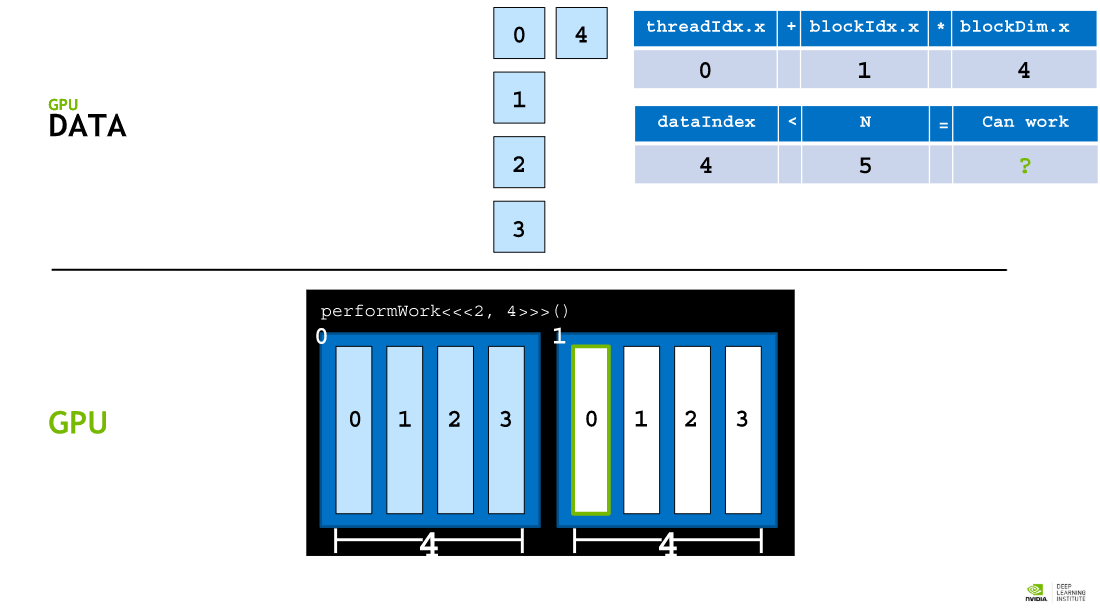 0 4
1
2
3
GPU
DATA
threadIdx.x + blockIdx.x * blockDim.x
0 1 4
dataIndex < N = Can work
4 5 ?
performWork<<<2, 4>>>()
0 1
0 1 2 3 0 1 2 3
4 4
GPU
NVIDIA.
DEEP
LEARNING
INSTITUTE